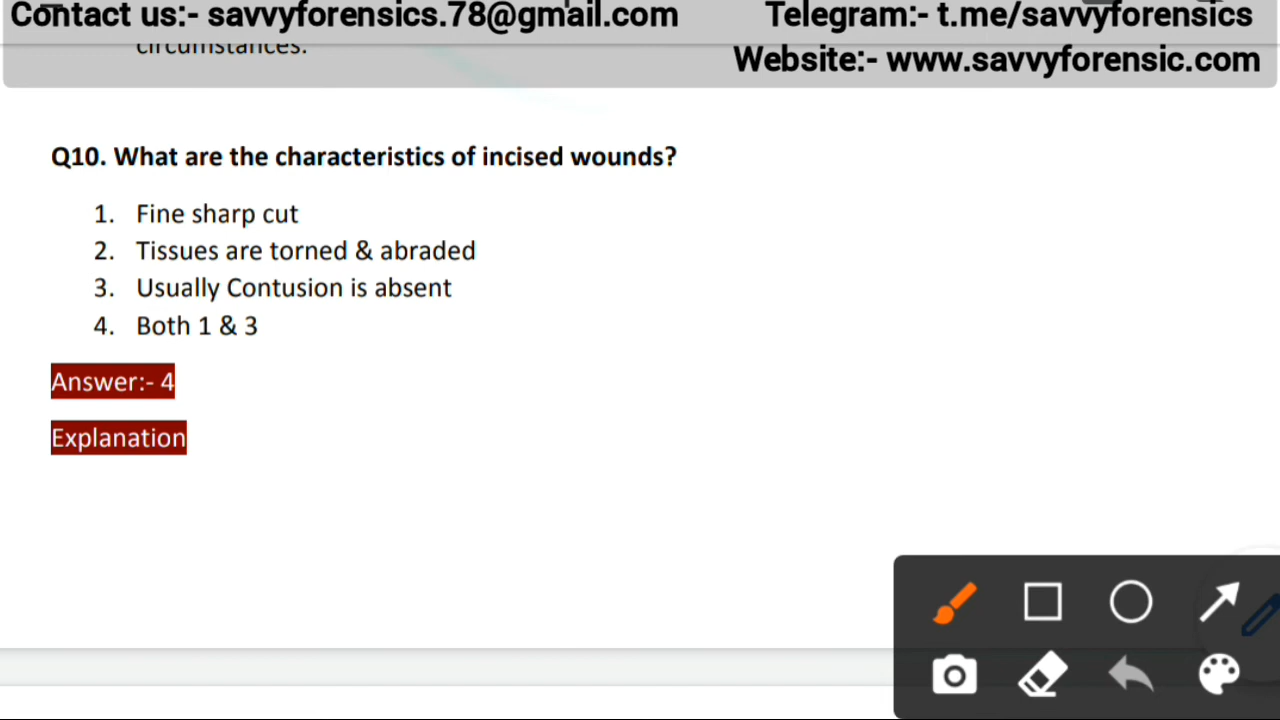 Contact us:- savvyforensics.78@gmail.com Telegram:- t.me/savvyforensics
circumstances.
Website:- www.savvyforensic.com
Q10. What are the characteristics of incised wounds?
1. Fine sharp cut
2. Tissues are torned & abraded
3. Usually Contusion is absent
4. Both 1 & 3
Answer:- 4
Explanation